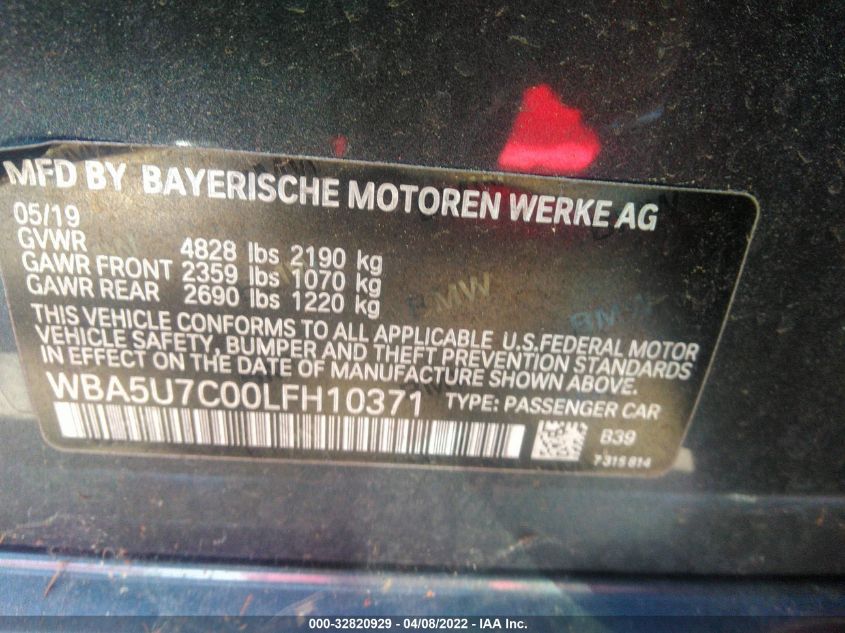 MFD BY BAYERISCHE MOTOREN WERKE AG
05/19
GVWR 4828 lbs 2190 kg
GAWR FRONT 2359 lbs 1070 kg
GAWR REAR 2690 lbs 1220 kg
BMW BMW
THIS VEHICLE CONFORMS TO ALL APPLICABLE U.S.FEDERAL MOTOR
VEHICLE SAFETY, BUMPER AND THEFT PREVENTION STANDARDS
IN EFFECT ON THE DATE OF MANUFACTURE SHOWN ABOVE.
WBA5U7C00LFH10371 TYPE: PASSENGER CAR
B39
7315814
000-32820929 - 04/08/2022 - IAA Inc.